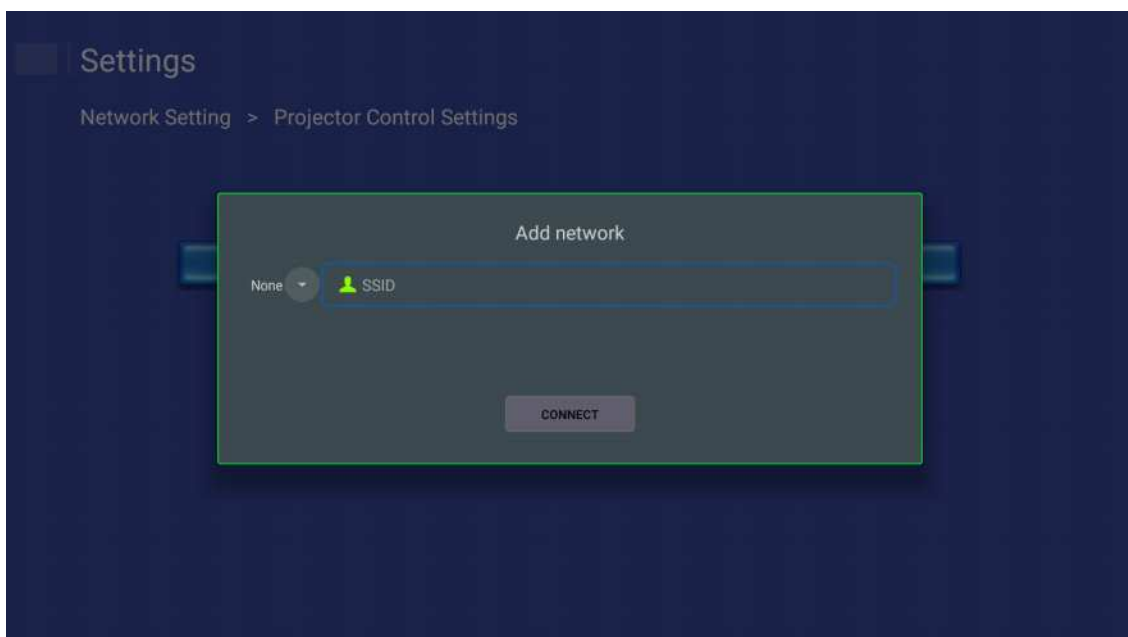 Settings
Network Setting > Projector Control Settings
Add network
None SSID
CONNECT